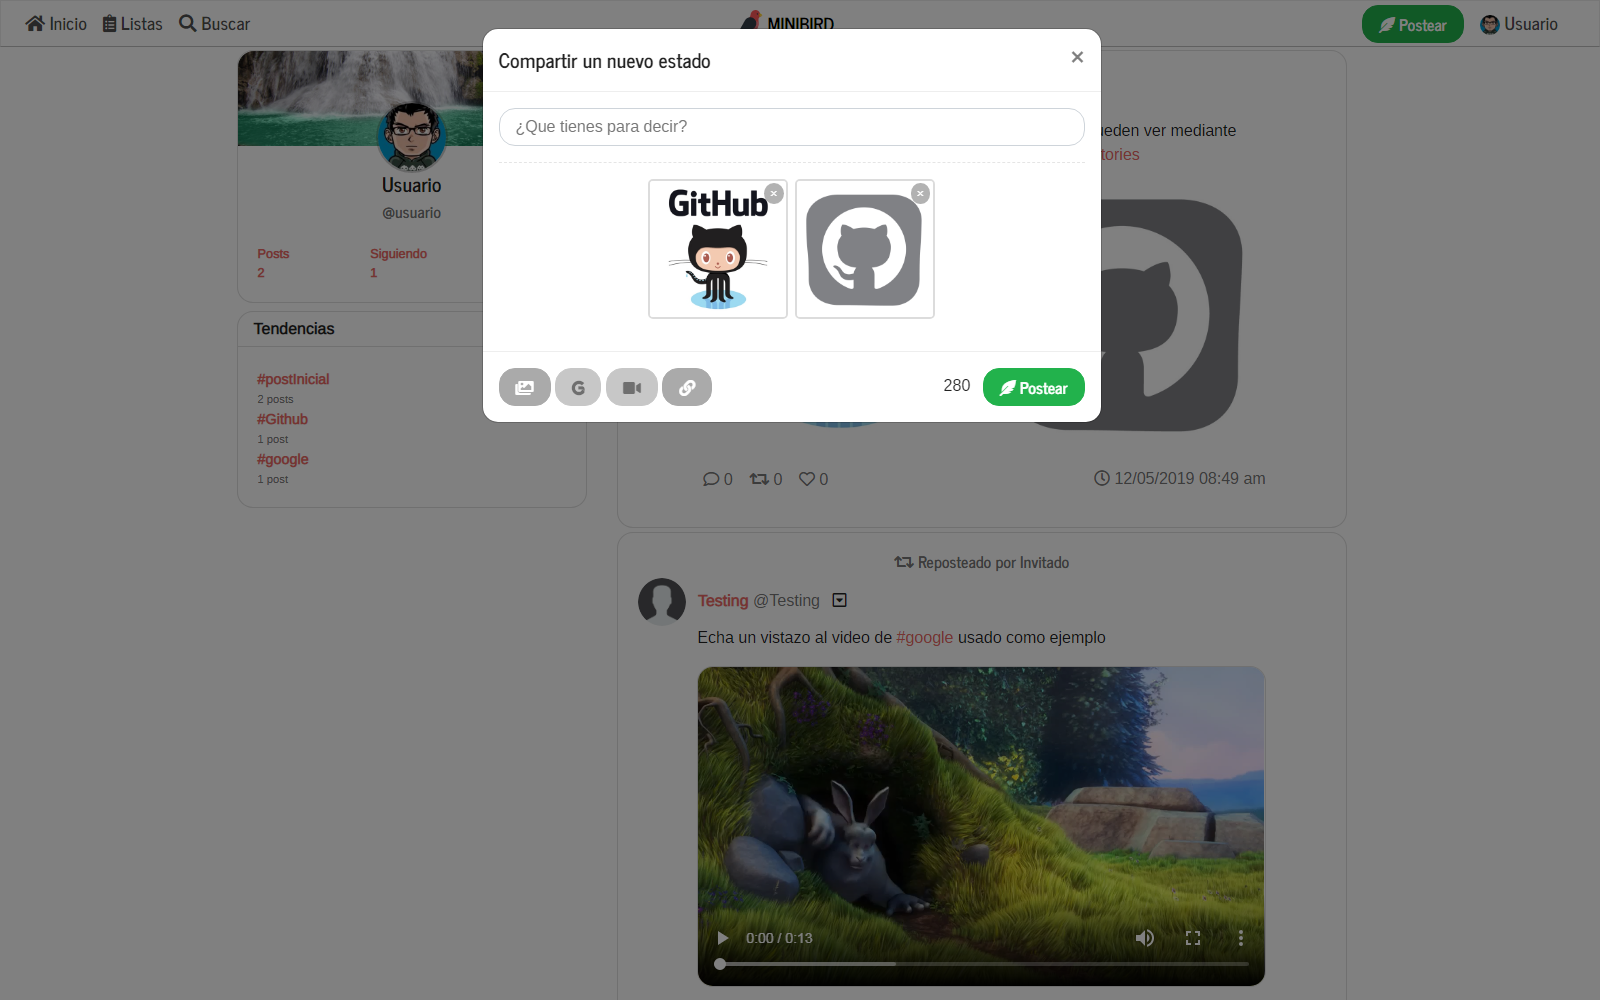 Inicio Listas Buscar MINIBIRD Postear Usuario
Compartir un nuevo estado ×
¿Que tienes para decir?
GitHub
280 Postear
Usuario
@usuario
Posts Siguiendo
2 1
Tendencias
#postInicial
2 posts
#Github
1 post
#google
1 post
ueden ver mediante
tories
0 0 0 12/05/2019 08:49 am
Reposteado por Invitado
Testing @Testing
Echa un vistazo al video de #google usado como ejemplo
0:00 / 0:13